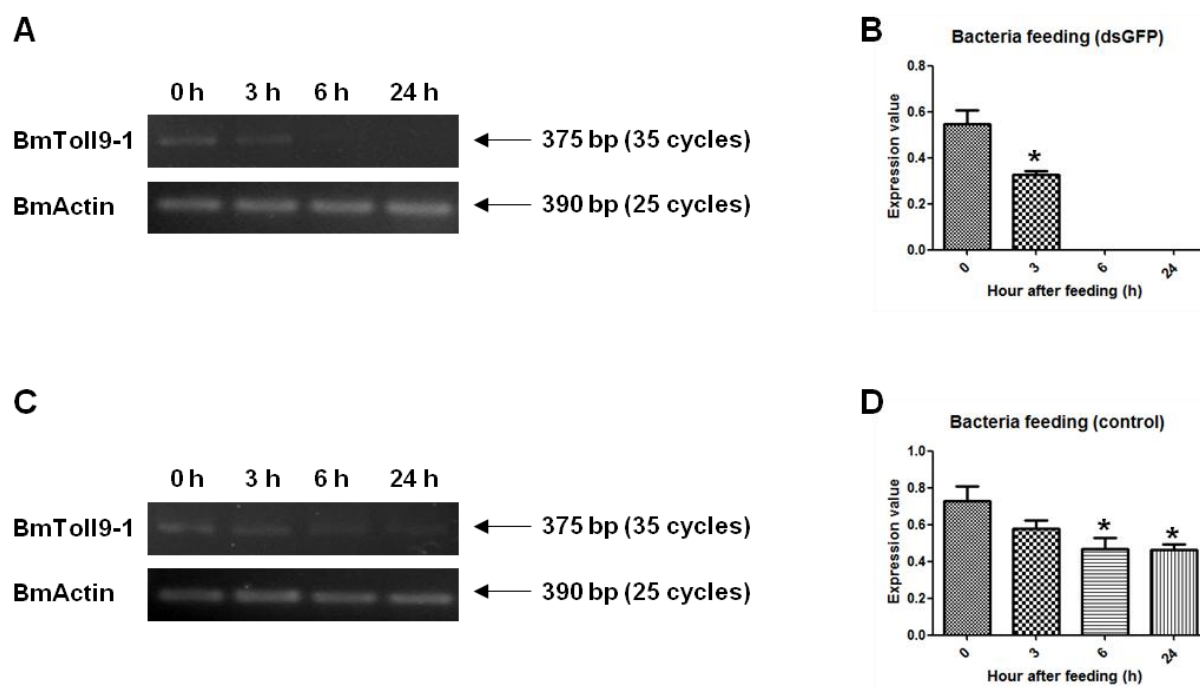 A
0 h 3 h 6 h 24 h
BmToll9-1
375 bp (35 cycles)
BmActin
390 bp (25 cycles)
B
Bacteria feeding (dsGFP)
Expression value
0.8
0.6
0.4
0.2
0.0
*
0 3 6 24
Hour after feeding (h)
C
0 h 3 h 6 h 24 h
BmToll9-1
375 bp (35 cycles)
BmActin
390 bp (25 cycles)
D
Bacteria feeding (control)
Expression value
1.0
0.8
0.6
0.4
0.2
0.0
* *
0 3 6 24
Hour after feeding (h)